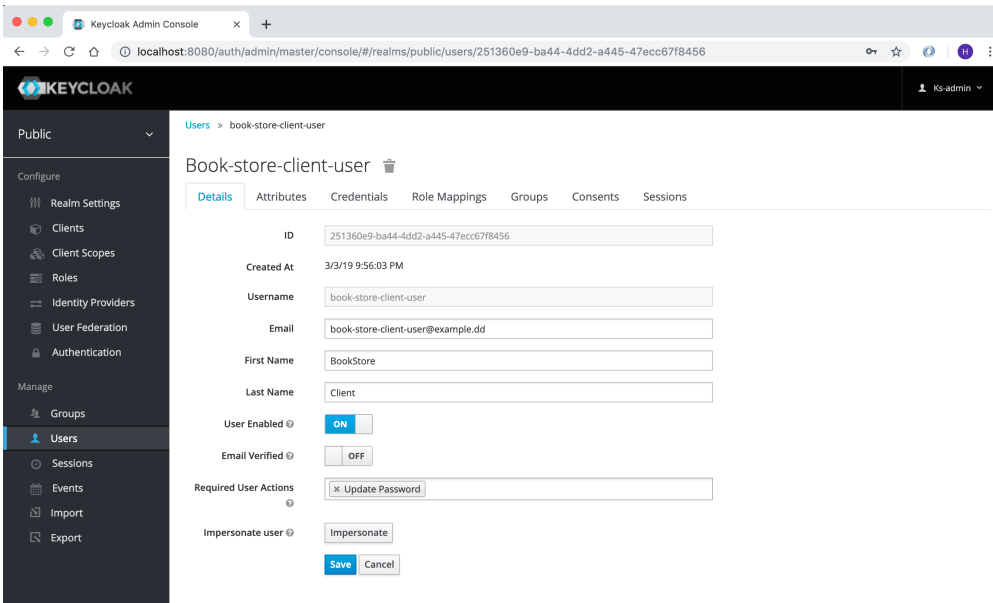 Keycloak Admin Console
localhost:8080/auth/admin/master/console/#/realms/public/users/251360e9-ba44-4dd2-a445-47ecc67f8456
H
KEYCLOAK
Ks-admin
Public
Configure
Realm Settings
Clients
Client Scopes
Roles
Identity Providers
User Federation
Authentication
Manage
Groups
Users
Sessions
Events
Import
Export
Users » book-store-client-user
Book-store-client-user
Details Attributes Credentials Role Mappings Groups Consents Sessions
ID 251360e9-ba44-4dd2-a445-47ecc67f8456
Created At 3/3/19 9:56:03 PM
Username book-store-client-user
Email book-store-client-user@example.dd
First Name BookStore
Last Name Client
User Enabled ON
Email Verified OFF
Required User Actions Update Password
Impersonate user Impersonate
Save Cancel